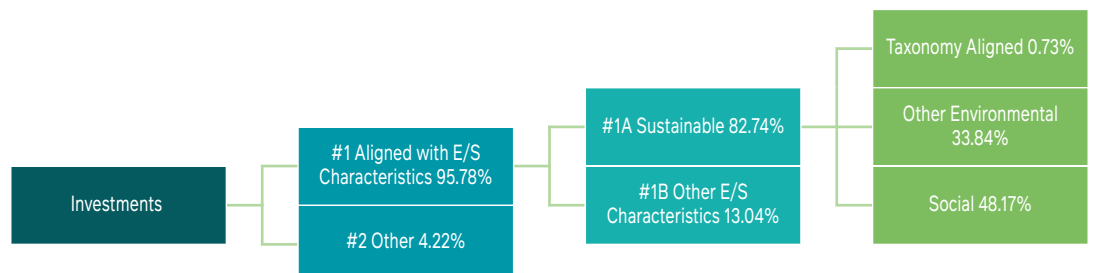 Investments
#1 Aligned with E/S
Characteristics 95.78%
#2 Other 4.22%
#1A Sustainable 82.74%
#1B Other E/S
Characteristics 13.04%
Taxonomy Aligned 0.73%
Other Environmental
33.84%
Social 48.17%